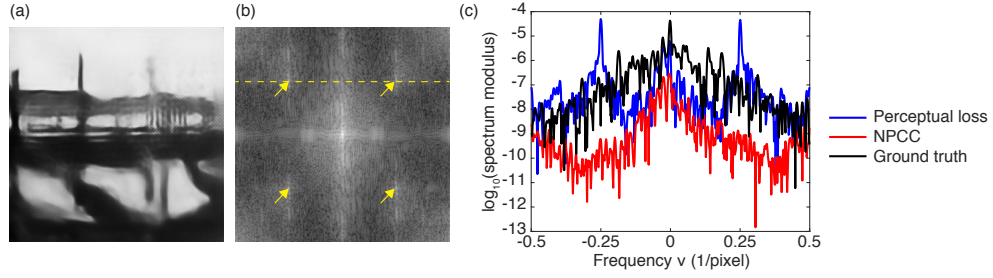 (a)
(b)
(c)
log10(spectrum modulus)
-4
-5
-6
-7
-8
-9
-10
-11
-12
-13
-0.5
-0.25
0
0.25
0.5
Frequency v (1/pixel)
Perceptual loss
NPCC
Ground truth